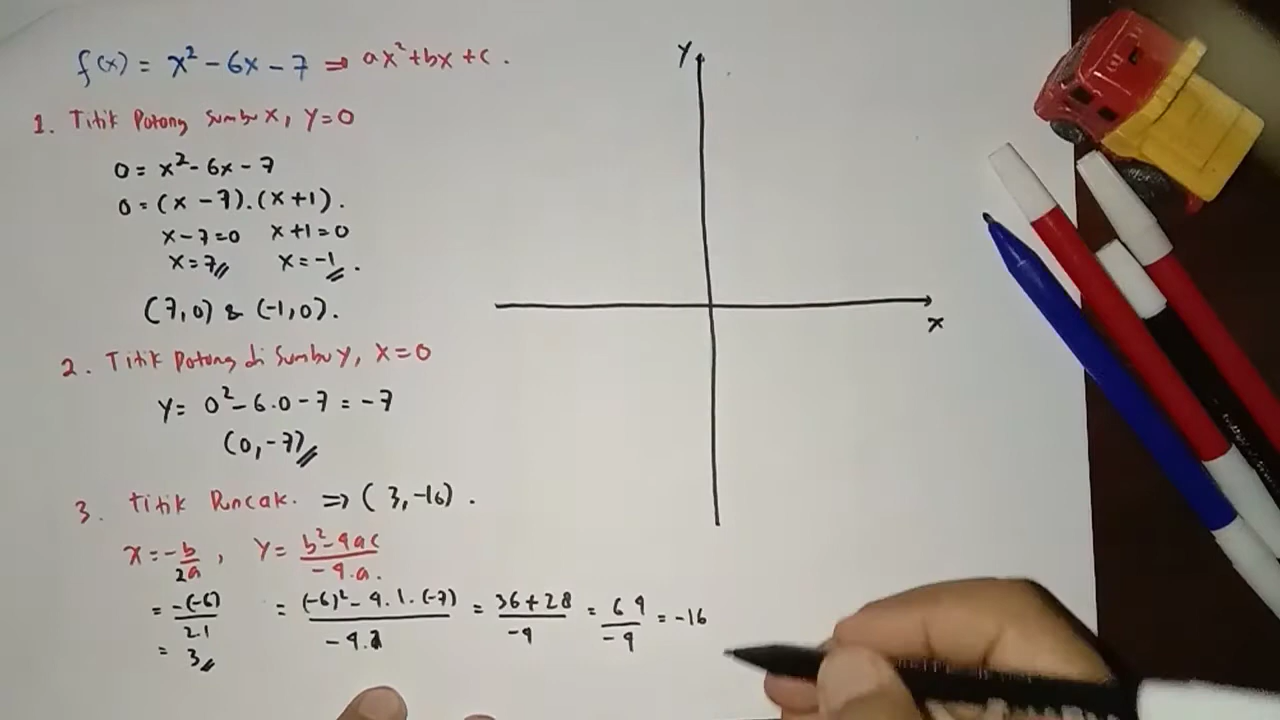 f(x) = x² - 6x - 7 ⇒ ax² + bx + c .
1. Titik Potong Sumbu X, Y=0
0 = x² - 6x - 7
0 = (x - 7).(x + 1).
x - 7 = 0 x + 1 = 0
x = 7 x = -1 .
(7,0) & (-1,0).
2. Titik Potong di Sumbu Y, X=0
Y = 0² - 6.0 - 7 = -7
(0,-7)
3. Titik Puncak. ⇒ (3,-16) .
x = -b/2a , Y = b²-4ac/-4.a.
= -(-6)/2.1 = (-6)² - 4.1.(-7)/-4.1 = 36+28/-4 = 64/-4 = -16
= 3
Y
X